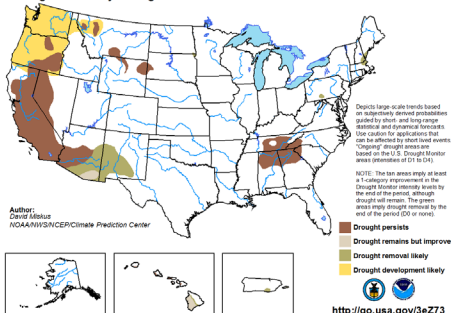 Depicts large-scale trends based
on subjectively derived probabilities
guided by short- and long-range
statistical and dynamical forecasts.
Use caution for applications that
can be affected by short lived events.
"Ongoing" drought areas are
based on the U.S. Drought Monitor
areas (intensities of D1 to D4).
NOTE: The tan areas imply at least
a 1-category improvement in the
Drought Monitor intensity levels by
the end of the period, although
drought will remain. The green
areas imply drought removal by the
end of the period (D0 or none).
Author:
David Miskus
NOAA/NWS/NCEP/Climate Prediction Center
Drought persists
Drought remains but improve
Drought removal likely
Drought development likely
http://go.usa.gov/3eZ73